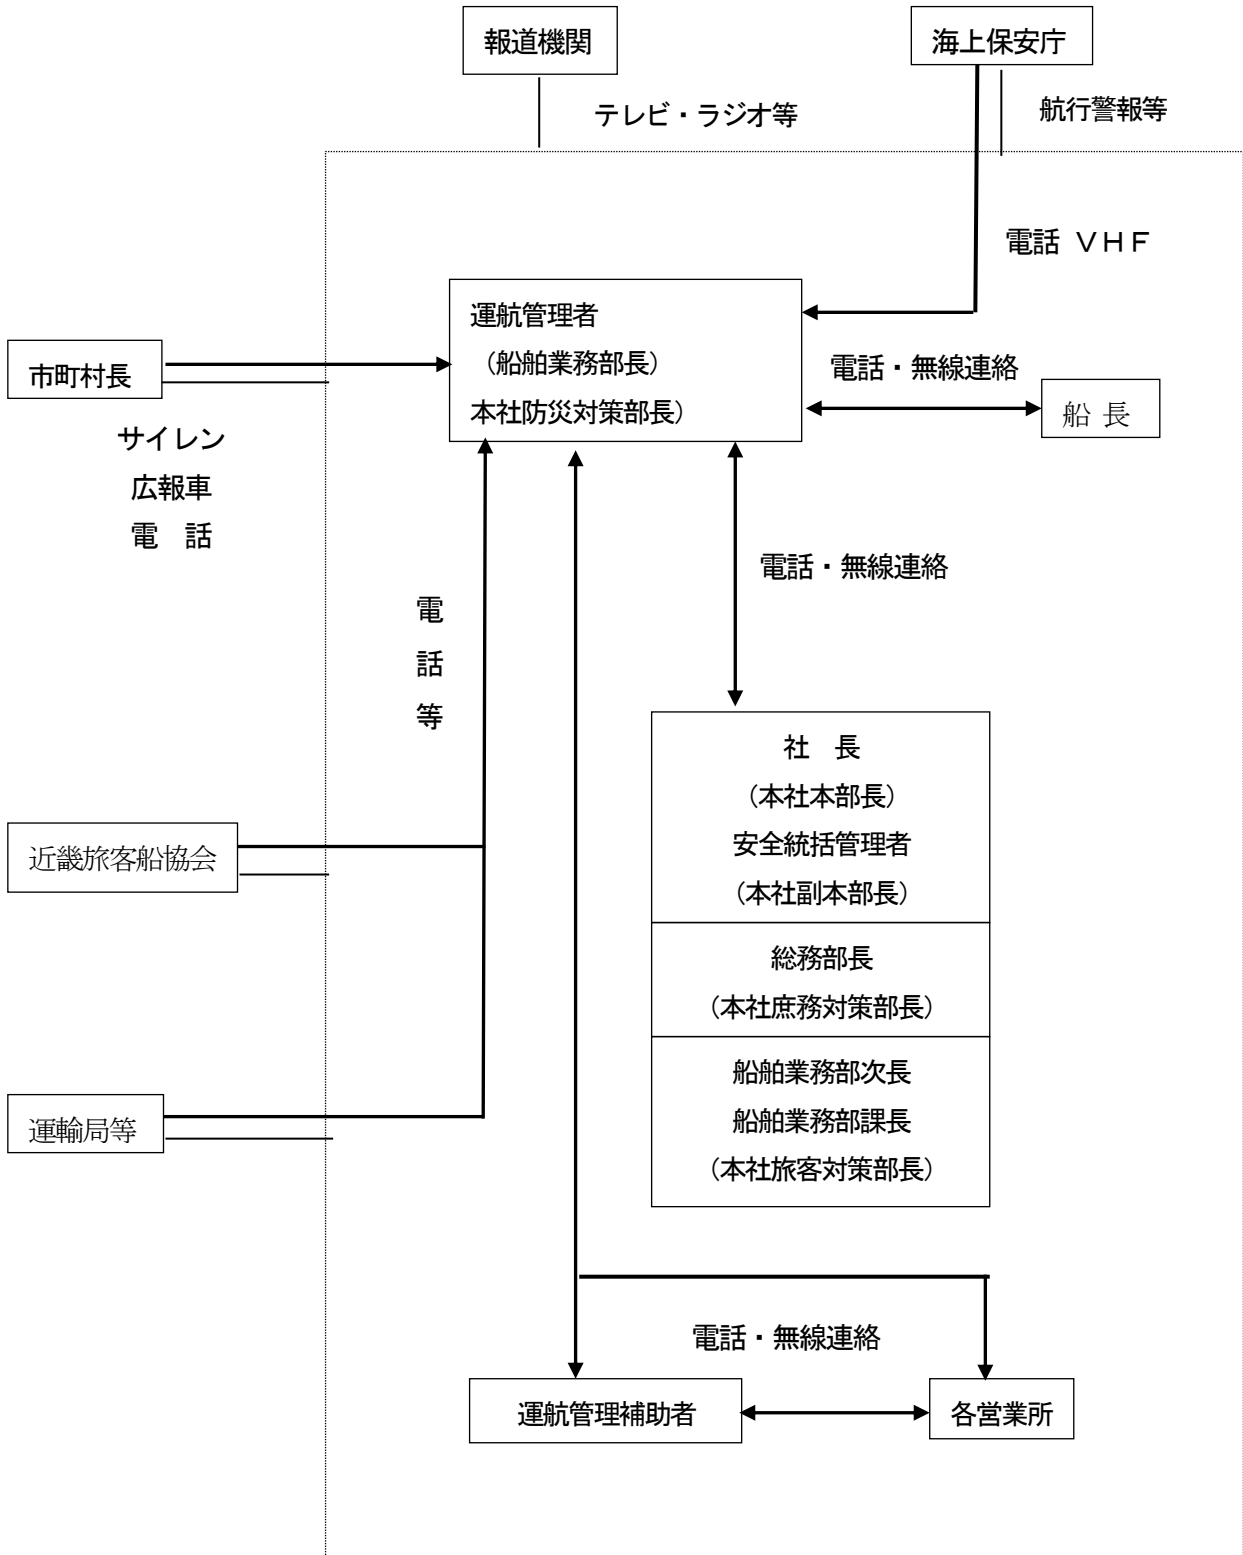 報道機関
海上保安庁
テレビ・ラジオ等
航行警報等
電話 VHF
運航管理者
（船舶業務部長）
本社防災対策部長）
市町村長
電話・無線連絡
船 長
サイレン
広報車
電　話
電話・無線連絡
電
話
等
社　長
（本社本部長）
安全統括管理者
（本社副本部長）
近畿旅客船協会
総務部長
（本社庶務対策部長）
船舶業務部次長
船舶業務部課長
（本社旅客対策部長）
運輸局等
電話・無線連絡
運航管理補助者
各営業所